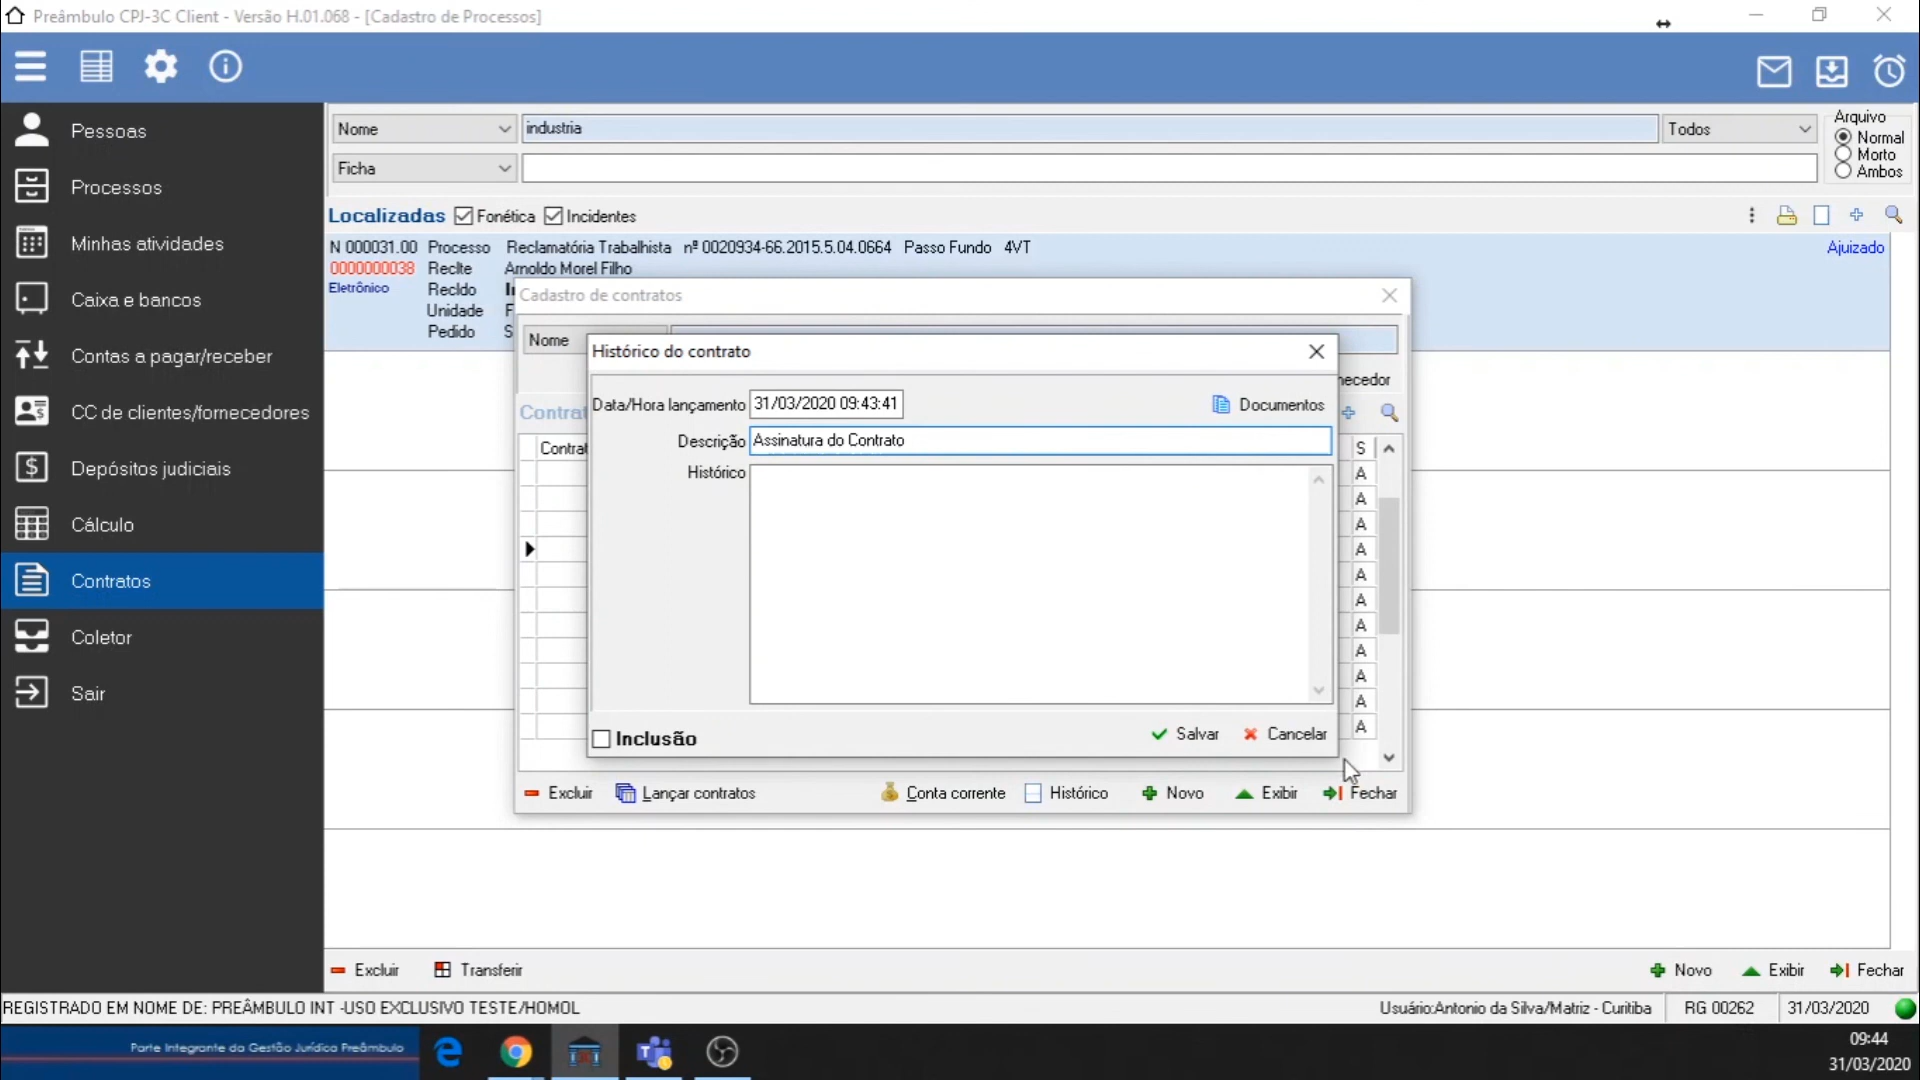 Preâmbulo CPJ-3C Client - Versão H.01.068 - [Cadastro de Processos]
Pessoas
Processos
Minhas atividades
Caixa e bancos
Contas a pagar/receber
CC de clientes/fornecedores
Depósitos judiciais
Cálculo
Contratos
Coletor
Sair
Nome industria Todos
Ficha
Arquivo
Normal
Morto
Ambos
Localizadas Fonética Incidentes
N 000031.00 Processo Reclamatória Trabalhista nº 0020934-66.2015.5.04.0664 Passo Fundo 4VT Ajuizado
0000000038 Reclte Arnoldo Morel Filho
Eletrônico Recldo
Unidade
Pedido
Cadastro de contratos
Nome
Histórico do contrato
Data/Hora lançamento 31/03/2020 09:43:41 Documentos
Descrição Assinatura do Contrato
Histórico
Inclusão Salvar Cancelar
S
A
A
A
A
A
A
A
A
A
A
A
Excluir Lançar contratos Conta corrente Histórico Novo Exibir Fechar
Excluir Transferir Novo Exibir Fechar
REGISTRADO EM NOME DE: PREÂMBULO INT -USO EXCLUSIVO TESTE/HOMOL Usuário:Antonio da Silva/Matriz - Curitiba RG 00262 31/03/2020
Parte Integrante da Gestão Jurídica Preâmbulo
09:44
31/03/2020